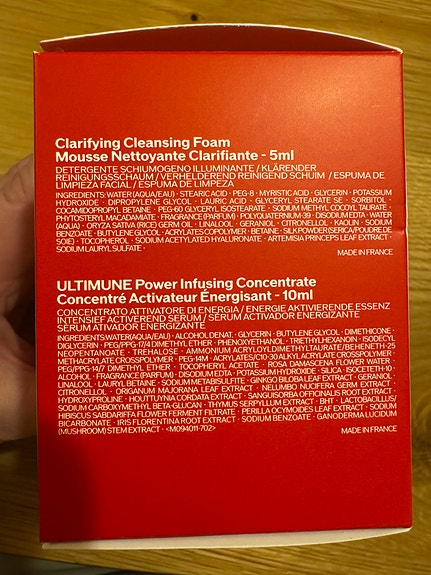 Clarifying Cleansing Foam
Mousse Nettoyante Clarifiante - 5ml
DETERGENTE SCHIUMOGENO ILLUMINANTE / KLÄRENDER
REINIGUNGSSCHAUM / VERHELDEREND REINIGEND SCHUIM / ESPUMA DE
LIMPIEZA FACIAL / ESPUMA DE LIMPEZA
INGREDIENTS: WATER(AQUA/EAU) · STEARIC ACID · PEG-8 · MYRISTIC ACID · GLYCERIN · POTASSIUM
HYDROXIDE · DIPROPYLENE GLYCOL · LAURIC ACID · GLYCERYL STEARATE SE · SORBITOL ·
COCAMIDOPROPYL BETAINE · PEG-60 GLYCERYL ISOSTEARATE · SODIUM METHYL COCOYL TAURATE ·
PHYTOSTERYL MACADAMIATE · FRAGRANCE (PARFUM) · POLYQUATERNIUM-39 · DISODIUM EDTA · WATER
(AQUA) · ORYZA SATIVA (RICE) GERM OIL · LINALOOL · GERANIOL · CITRONELLOL · KAOLIN · SODIUM
BENZOATE · BUTYLENE GLYCOL · ACRYLATES COPOLYMER · BETAINE · SILK POWDER(SERICA/POUDRE DE
SOIE) · TOCOPHEROL · SODIUM ACETYLATED HYALURONATE · ARTEMISIA PRINCEPS LEAF EXTRACT ·
SODIUM LAURYL SULFATE ·
MADE IN FRANCE
ULTIMUNE Power Infusing Concentrate
Concentré Activateur Énergisant - 10ml
CONCENTRATO ATTIVATORE DI ENERGIA / ENERGIE AKTIVIERENDE ESSENZ
INTENSIEF ACTIVEREND SERUM / SÉRUM ACTIVADOR ENERGIZANTE
SÉRUM ATIVADOR ENERGIZANTE
INGREDIENTS: WATER(AQUA/EAU) · ALCOHOL DENAT. · GLYCERIN · BUTYLENE GLYCOL · DIMETHICONE ·
DIGLYCERIN · PEG/PPG-17/4 DIMETHYL ETHER · PHENOXYETHANOL · TRIETHYLHEXANOIN · ISODECYL
NEOPENTANOATE · TREHALOSE · AMMONIUM ACRYLOYLDIMETHYLTAURATE/BEHENETH-25
METHACRYLATE CROSSPOLYMER · PEG-14M · ACRYLATES/C10-30 ALKYL ACRYLATE CROSSPOLYMER ·
PEG/PPG-14/7 DIMETHYL ETHER · TOCOPHERYL ACETATE · ROSA DAMASCENA FLOWER WATER ·
ALCOHOL · FRAGRANCE (PARFUM) · DISODIUM EDTA · POTASSIUM HYDROXIDE · SILICA · ISOCETETH-10 ·
LINALOOL · LAURYL BETAINE · SODIUM METABISULFITE · GINKGO BILOBA LEAF EXTRACT · GERANIOL ·
CITRONELLOL · ORIGANUM MAJORANA LEAF EXTRACT · NELUMBO NUCIFERA GERM EXTRACT ·
HYDROXYPROLINE · HOUTTUYNIA CORDATA EXTRACT · SANGUISORBA OFFICINALIS ROOT EXTRACT ·
SODIUM CARBOXYMETHYL BETA-GLUCAN · THYMUS SERPYLLUM EXTRACT · BHT · LACTOBACILLUS/
HIBISCUS SABDARIFFA FLOWER FERMENT FILTRATE · PERILLA OCYMOIDES LEAF EXTRACT · SODIUM
BICARBONATE · IRIS FLORENTINA ROOT EXTRACT · SODIUM BENZOATE · GANODERMA LUCIDUM
(MUSHROOM) STEM EXTRACT · <M094011-702>
MADE IN FRANCE